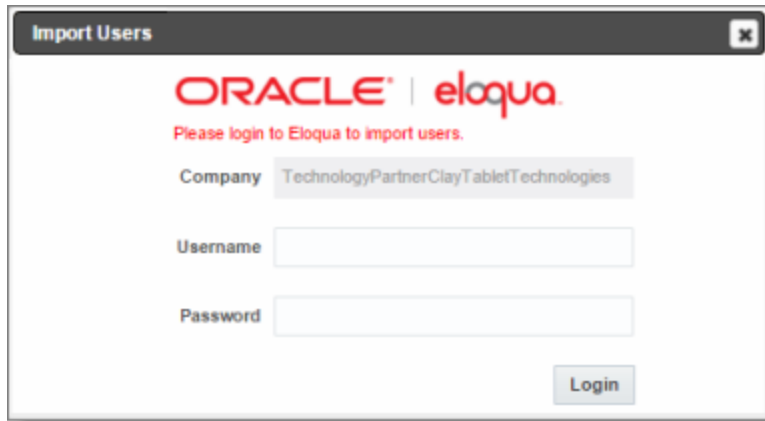 Import Users
ORACLE | eloqua.
Please login to Eloqua to import users.
Company TechnologyPartnerClayTabletTechnologies
Username
Password
Login